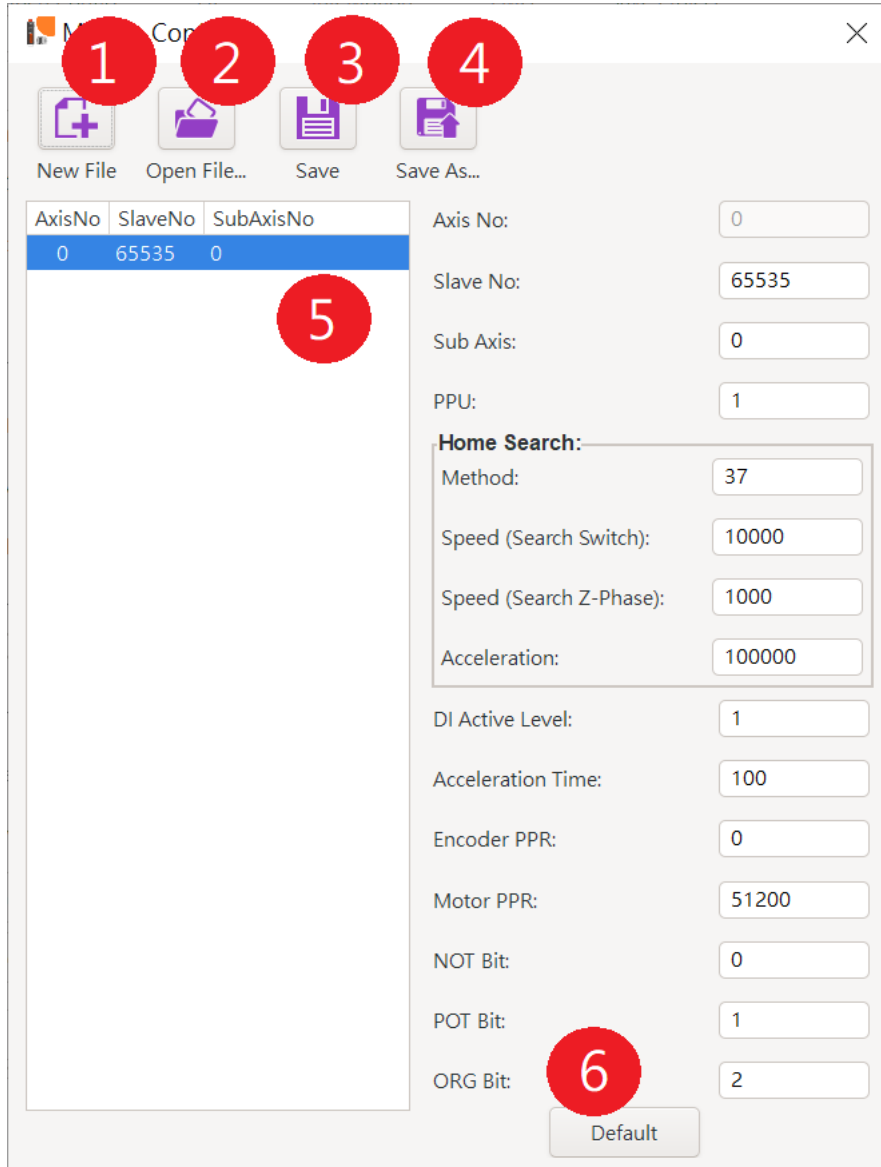 1
2
3
4
New File
Open File...
Save
Save As...
AxisNo SlaveNo SubAxisNo
0 65535 0
5
Axis No: 0
Slave No: 65535
Sub Axis: 0
PPU: 1
Home Search:
Method: 37
Speed (Search Switch): 10000
Speed (Search Z-Phase): 1000
Acceleration: 100000
DI Active Level: 1
Acceleration Time: 100
Encoder PPR: 0
Motor PPR: 51200
NOT Bit: 0
POT Bit: 1
ORG Bit: 2
6
Default